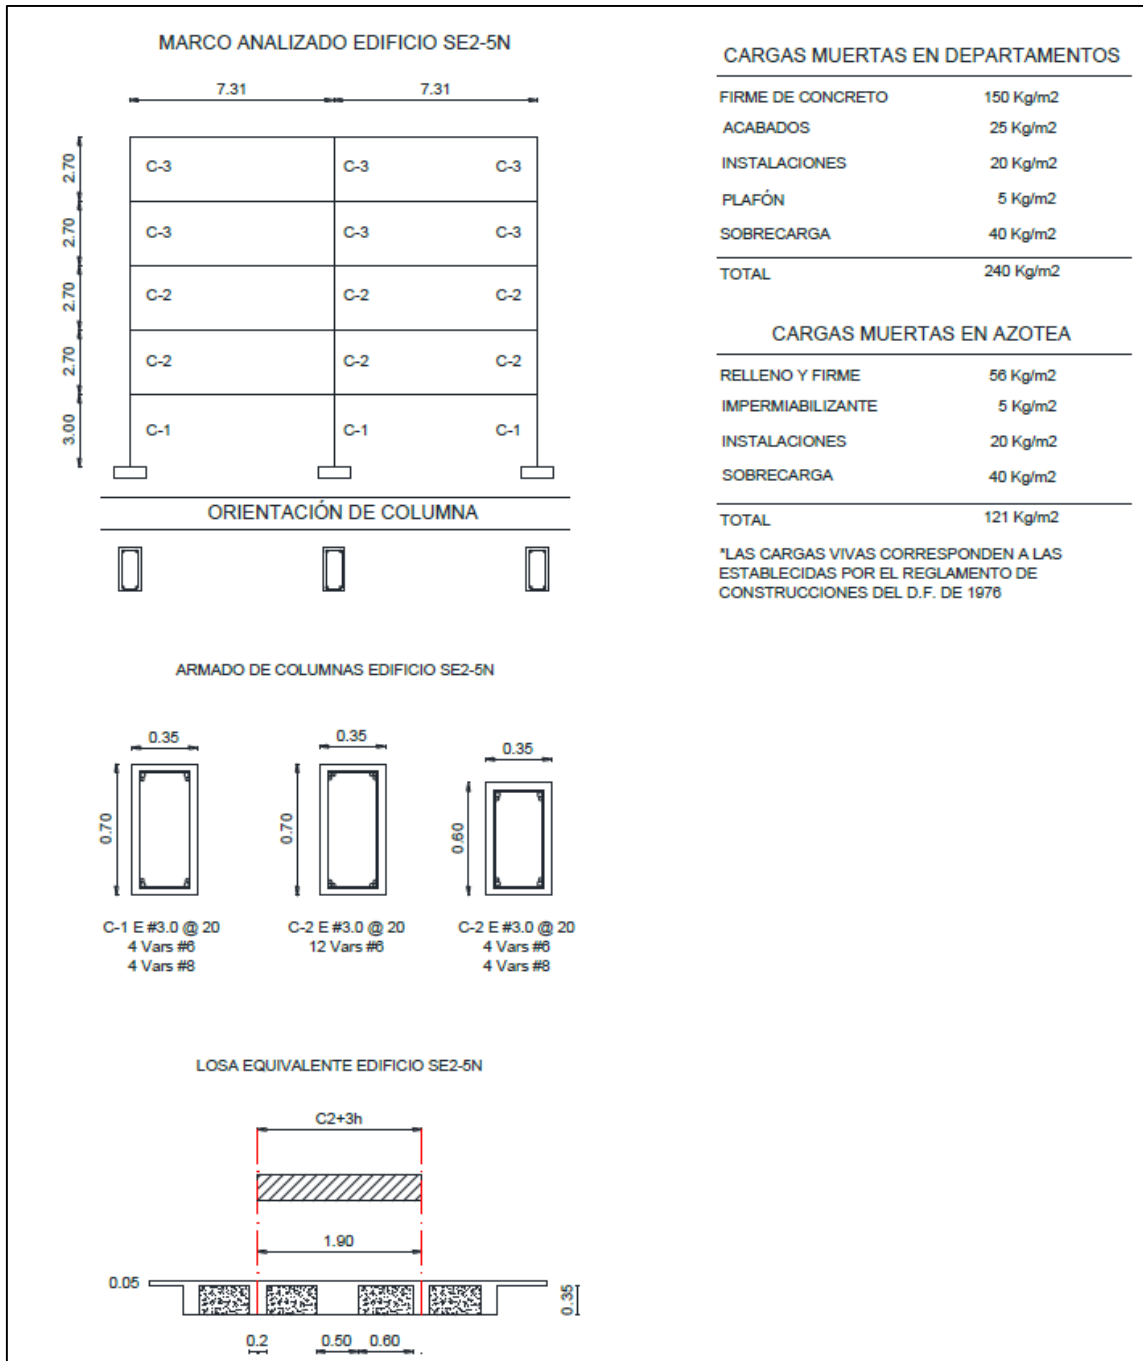 MARCO ANALIZADO EDIFICIO SE2-5N
7.31
7.31
2.70
C-3
C-3
C-3
2.70
C-3
C-3
C-3
2.70
C-2
C-2
C-2
2.70
C-2
C-2
C-2
3.00
C-1
C-1
C-1
ORIENTACIÓN DE COLUMNA
CARGAS MUERTAS EN DEPARTAMENTOS
FIRME DE CONCRETO 150 Kg/m2
ACABADOS 25 Kg/m2
INSTALACIONES 20 Kg/m2
PLAFÓN 5 Kg/m2
SOBRECARGA 40 Kg/m2
TOTAL 240 Kg/m2
CARGAS MUERTAS EN AZOTEA
RELLENO Y FIRME 56 Kg/m2
IMPERMIABILIZANTE 5 Kg/m2
INSTALACIONES 20 Kg/m2
SOBRECARGA 40 Kg/m2
TOTAL 121 Kg/m2
*LAS CARGAS VIVAS CORRESPONDEN A LAS
ESTABLECIDAS POR EL REGLAMENTO DE
CONSTRUCCIONES DEL D.F. DE 1976
ARMADO DE COLUMNAS EDIFICIO SE2-5N
0.35
0.70
C-1 E #3.0 @ 20
4 Vars #6
4 Vars #8
0.35
0.70
C-2 E #3.0 @ 20
12 Vars #6
0.35
0.60
C-2 E #3.0 @ 20
4 Vars #6
4 Vars #8
LOSA EQUIVALENTE EDIFICIO SE2-5N
C2+3h
1.90
0.05
0.35
0.2
0.50
0.60